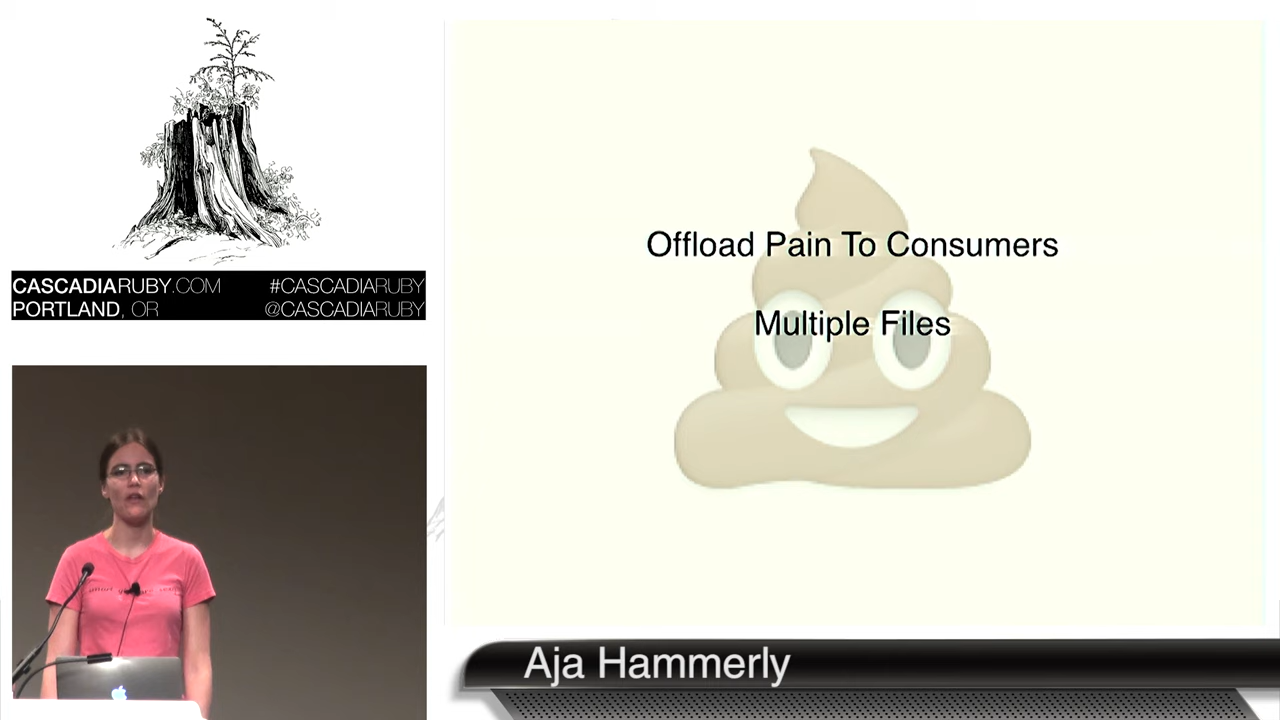 CASCADIARUBY.COM #CASCADIARUBY
PORTLAND, OR @CASCADIARUBY
Offload Pain To Consumers
Multiple Files
Aja Hammerly